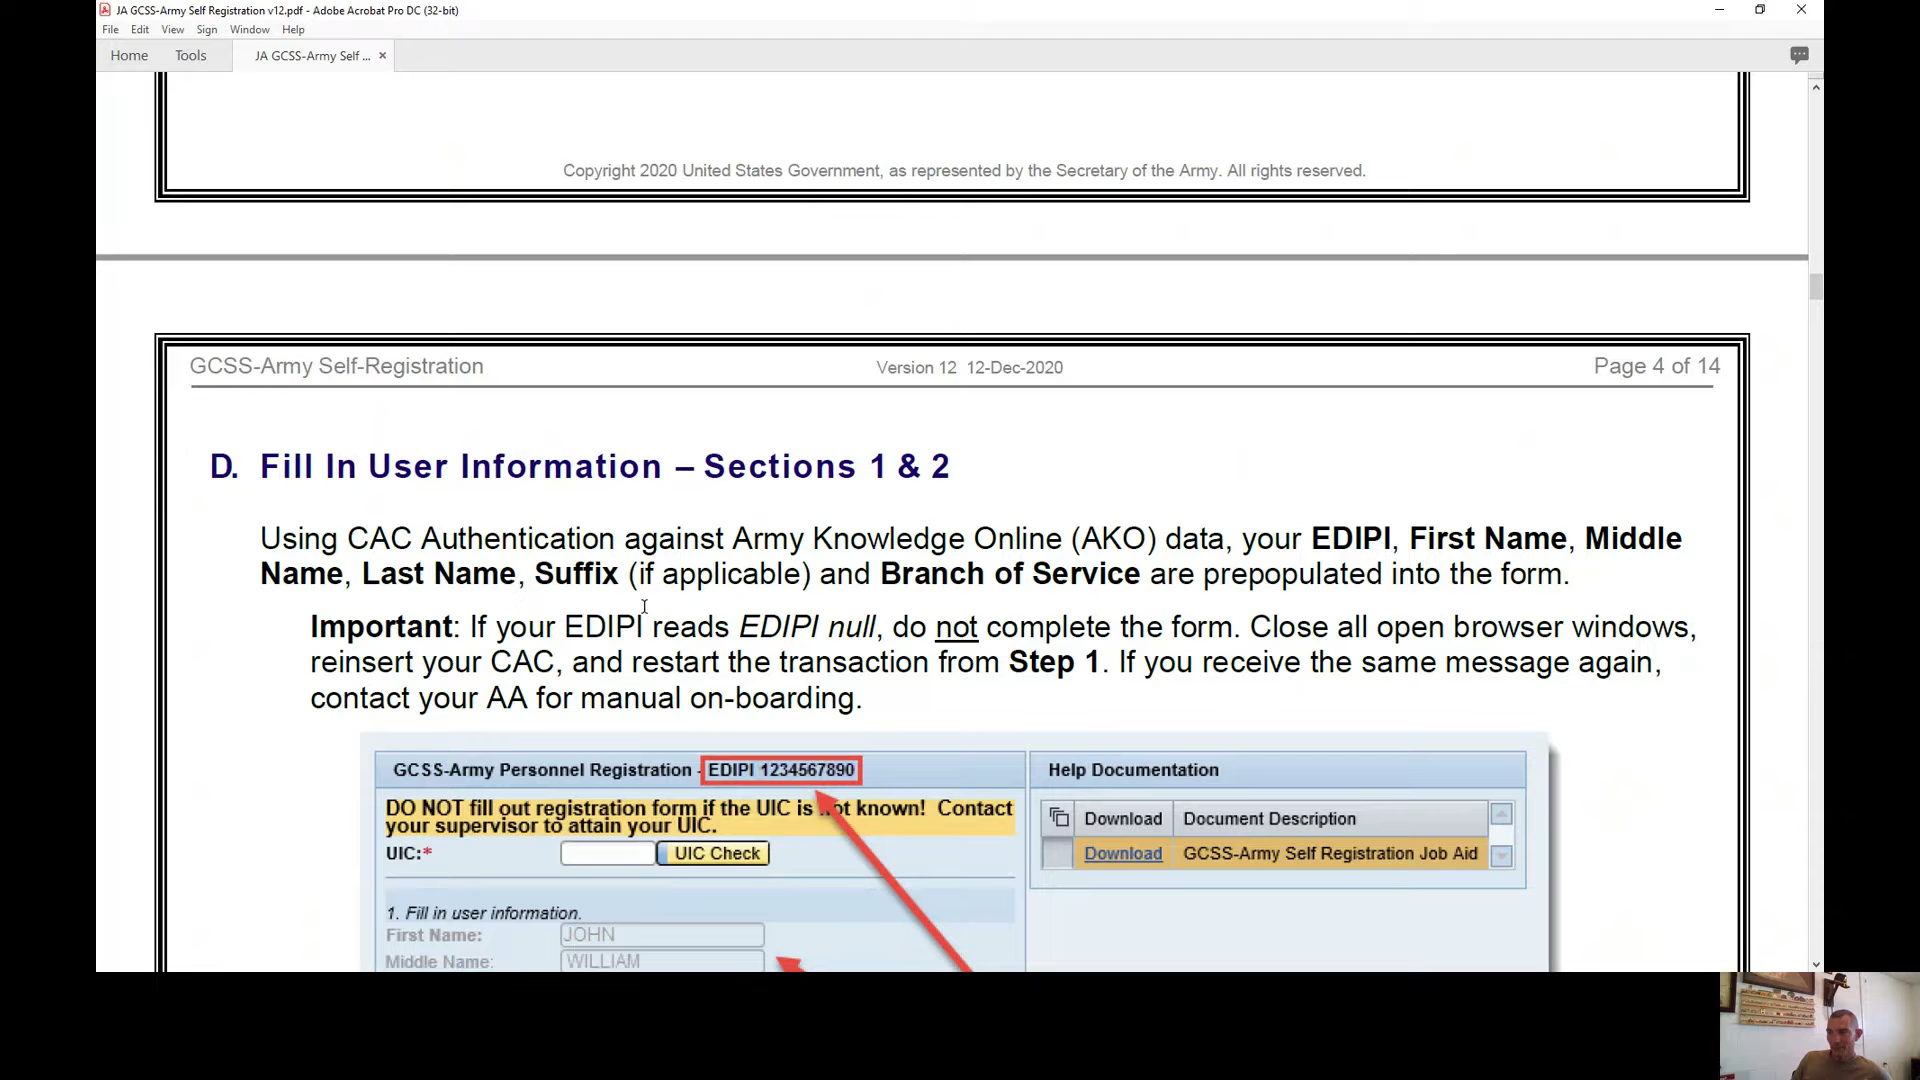 JA GCSS-Army Self Registration v12.pdf - Adobe Acrobat Pro DC (32-bit)
File Edit View Sign Window Help
Home Tools JA GCSS-Army Self ... ×
Copyright 2020 United States Government, as represented by the Secretary of the Army. All rights reserved.
GCSS-Army Self-Registration Version 12 12-Dec-2020 Page 4 of 14
D. Fill In User Information – Sections 1 & 2
Using CAC Authentication against Army Knowledge Online (AKO) data, your EDIPI, First Name, Middle
Name, Last Name, Suffix (if applicable) and Branch of Service are prepopulated into the form.
Important: If your EDIPI reads EDIPI null, do not complete the form. Close all open browser windows,
reinsert your CAC, and restart the transaction from Step 1. If you receive the same message again,
contact your AA for manual on-boarding.
GCSS-Army Personnel Registration - EDIPI 1234567890
DO NOT fill out registration form if the UIC is not known! Contact
your supervisor to attain your UIC.
UIC:* UIC Check
1. Fill in user information.
First Name: JOHN
Middle Name: WILLIAM
Help Documentation
Download Document Description
Download GCSS-Army Self Registration Job Aid